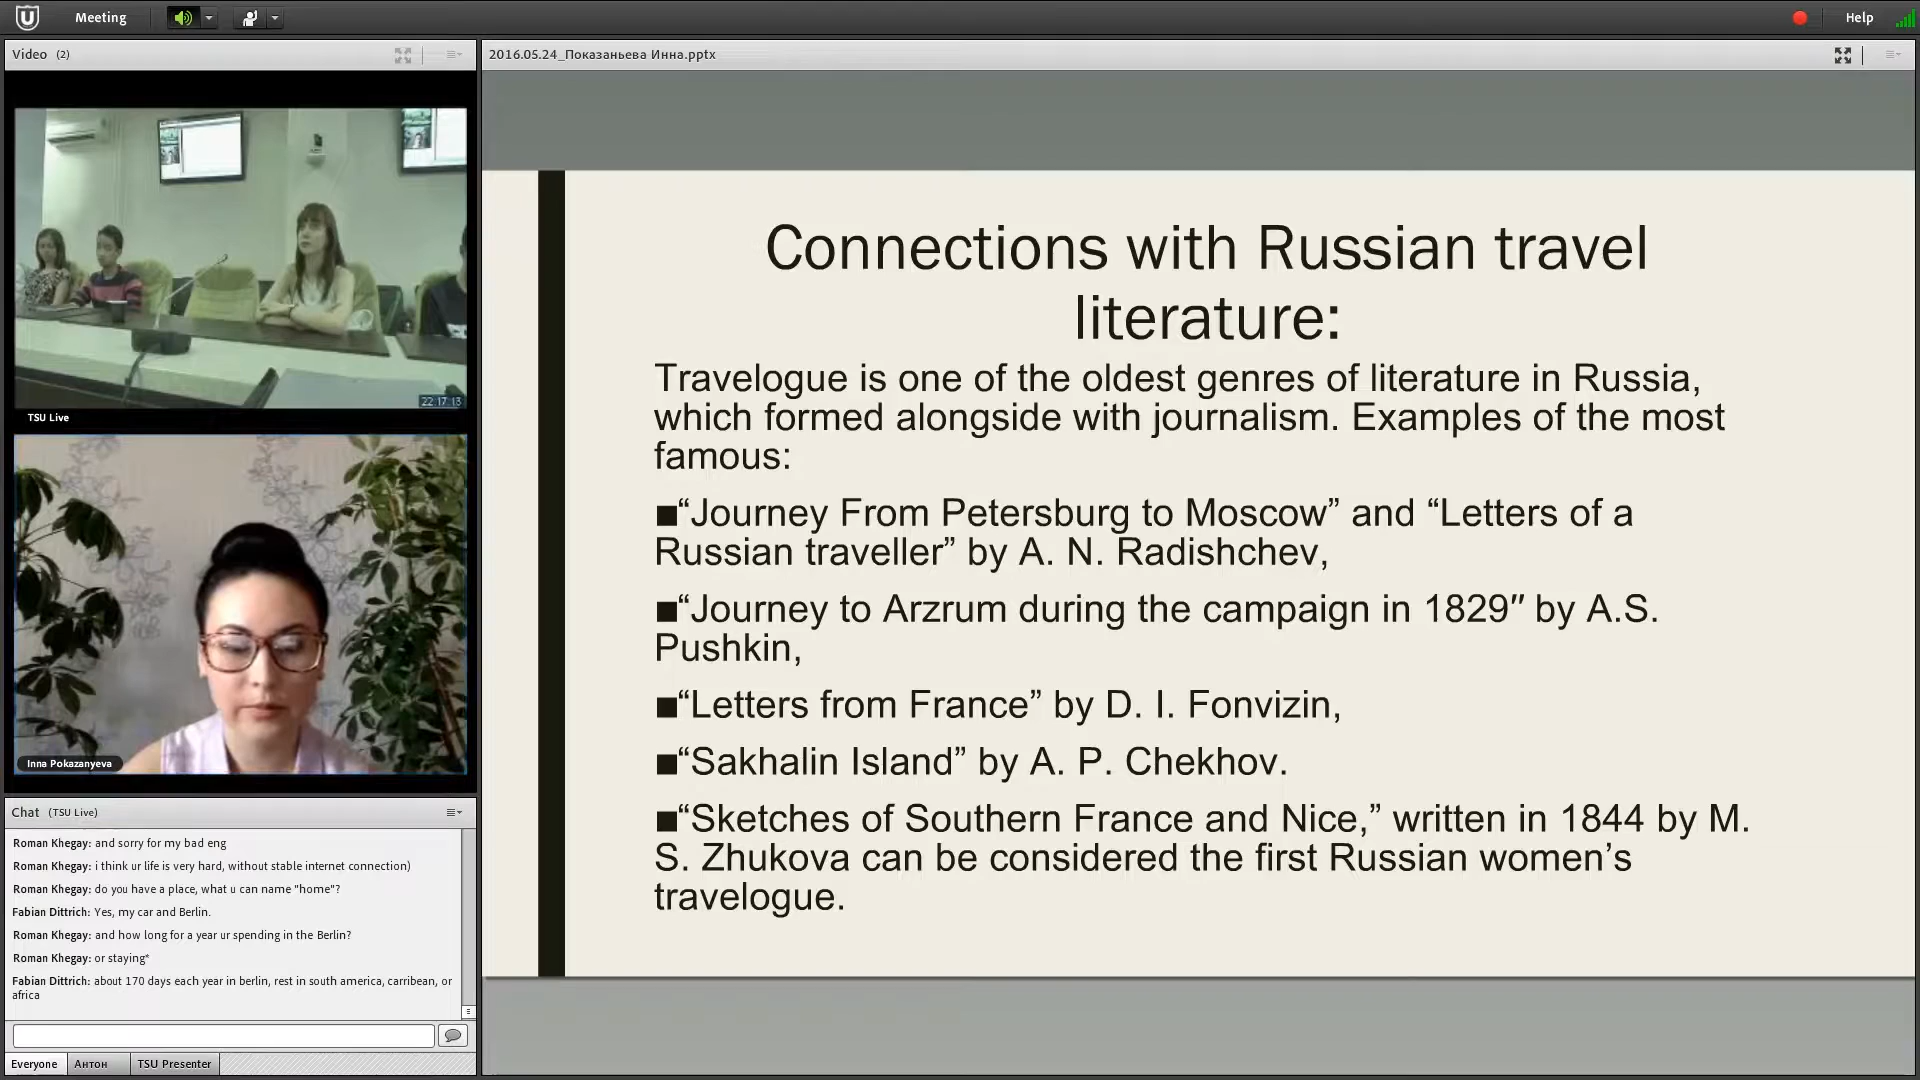 Meeting
Help
Video (2)
22:17:13
TSU Live
Inna Pokazanyeva
Chat (TSU Live)
Roman Khegay: and sorry for my bad eng
Roman Khegay: i think ur life is very hard, without stable internet connection)
Roman Khegay: do you have a place, what u can name "home"?
Fabian Dittrich: Yes, my car and Berlin.
Roman Khegay: and how long for a year ur spending in the Berlin?
Roman Khegay: or staying*
Fabian Dittrich: about 170 days each year in berlin, rest in south america, carribean, or
africa
Everyone
Антон
TSU Presenter
2016.05.24_Показаньева Инна.pptx
Connections with Russian travel
literature:
Travelogue is one of the oldest genres of literature in Russia,
which formed alongside with journalism. Examples of the most
famous:
■“Journey From Petersburg to Moscow” and “Letters of a
Russian traveller” by A. N. Radishchev,
■“Journey to Arzrum during the campaign in 1829″ by A.S.
Pushkin,
■“Letters from France” by D. I. Fonvizin,
■“Sakhalin Island” by A. P. Chekhov.
■“Sketches of Southern France and Nice,” written in 1844 by M.
S. Zhukova can be considered the first Russian women’s
travelogue.